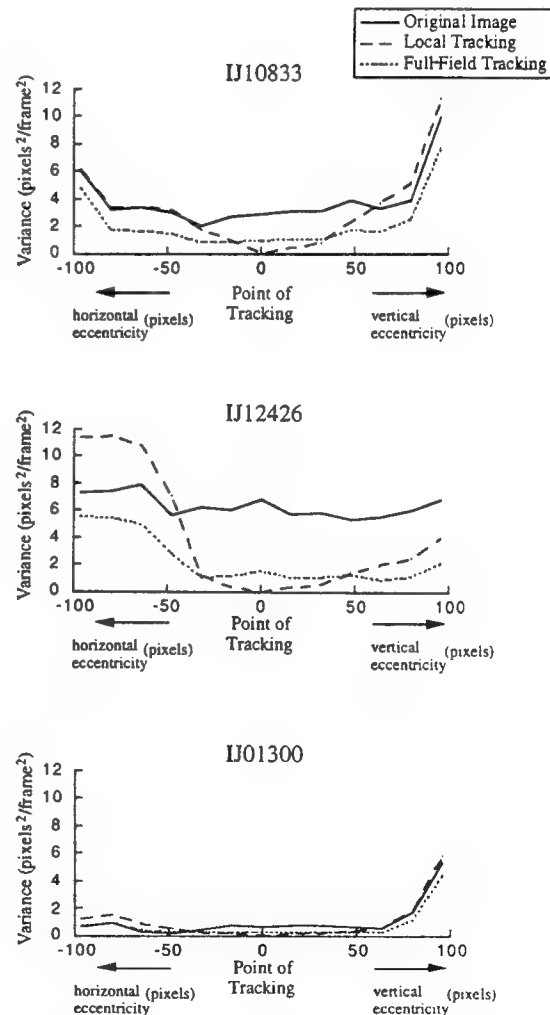 Original Image
Local Tracking
Full-Field Tracking
IJ10833
Variance (pixels²/frame²)
12
10
8
6
4
2
0
-100 -50 0 50 100
Point of Tracking
horizontal eccentricity (pixels)
vertical eccentricity (pixels)
IJ12426
Variance (pixels²/frame²)
12
10
8
6
4
2
0
-100 -50 0 50 100
Point of Tracking
horizontal eccentricity (pixels)
vertical eccentricity (pixels)
IJ01300
Variance (pixels²/frame²)
12
10
8
6
4
2
0
-100 -50 0 50 100
Point of Tracking
horizontal eccentricity (pixels)
vertical eccentricity (pixels)